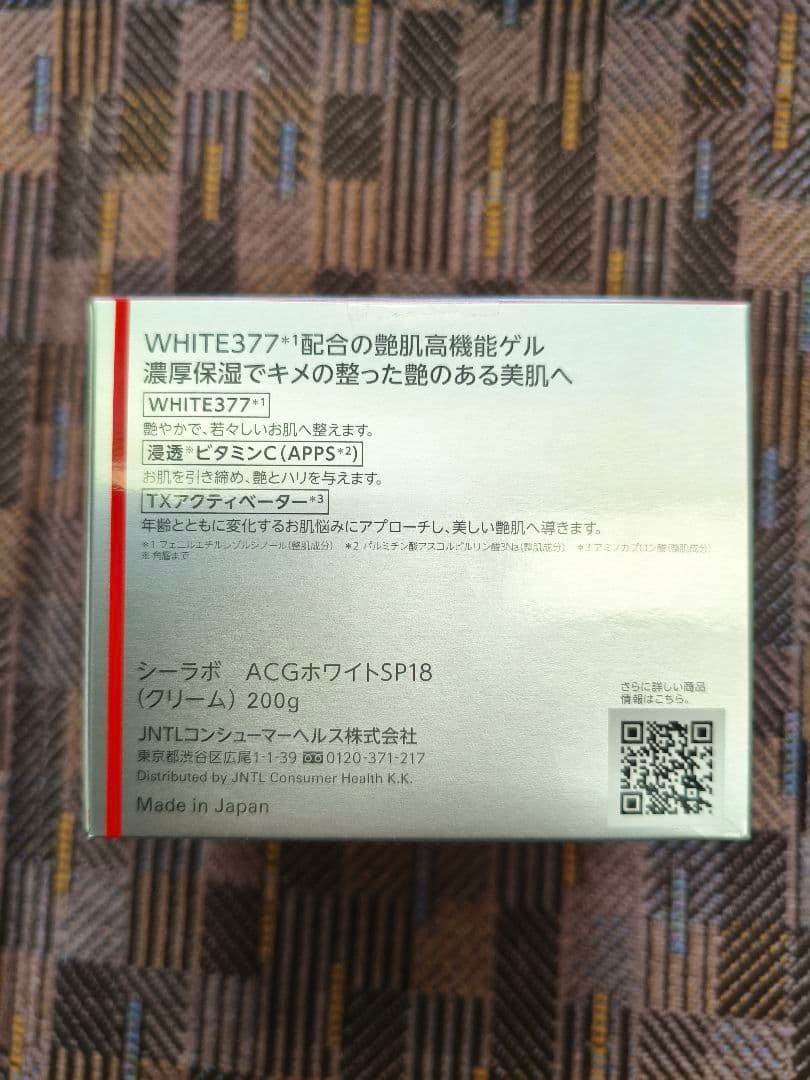 WHITE377*1配合の艶肌高機能ゲル
濃厚保湿でキメの整った艶のある美肌へ
WHITE377*1
艶やかで、若々しいお肌へ整えます。
浸透※ビタミンC(APPS*2)
お肌を引き締め、艶とハリを与えます。
TXアクティベーター*3
年齢とともに変化するお肌悩みにアプローチし、美しい艶肌へ導きます。
*1 フェニルエチルレゾルシノール(整肌成分) *2 パルミチン酸アスコルビルリン酸3Na(整肌成分) *3 アミノカプロン酸(整肌成分)
※ 角層まで
シーラボ ACGホワイトSP18
(クリーム) 200g
JNTLコンシューマーヘルス株式会社
東京都渋谷区広尾1-1-39 0120-371-217
Distributed by JNTL Consumer Health K.K.
Made in Japan
さらに詳しい商品
情報はこちら。